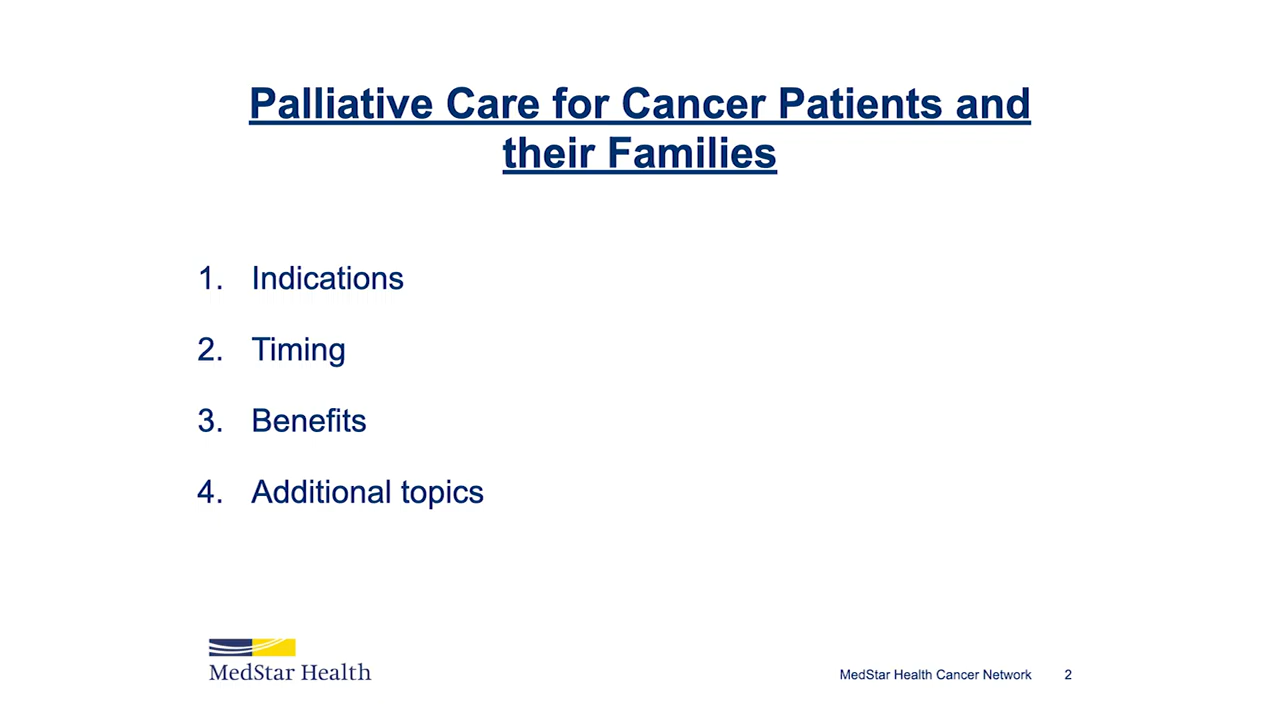 Palliative Care for Cancer Patients and
their Families
1. Indications
2. Timing
3. Benefits
4. Additional topics
MedStar Health
MedStar Health Cancer Network 2